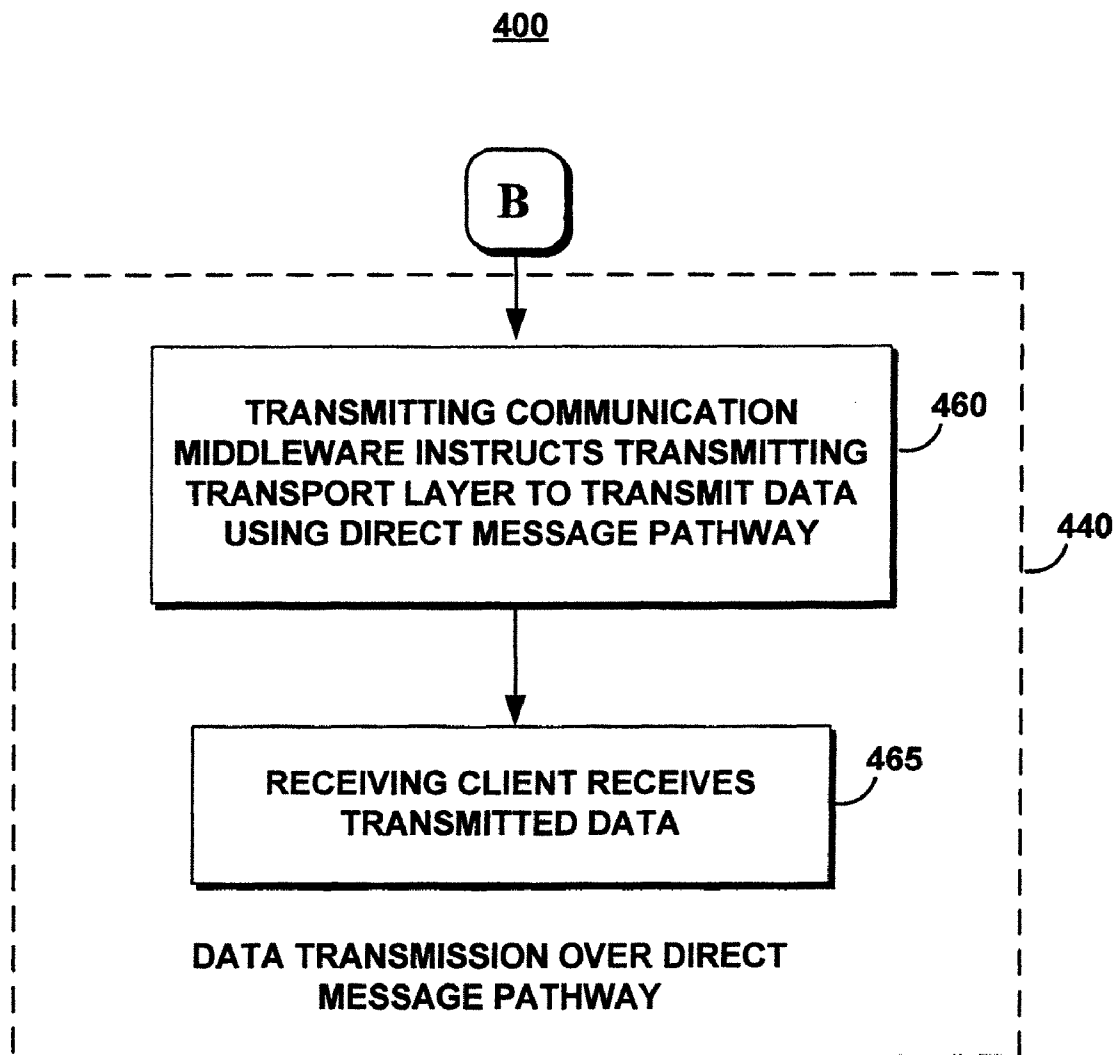 400
B
TRANSMITTING COMMUNICATION
MIDDLEWARE INSTRUCTS TRANSMITTING
TRANSPORT LAYER TO TRANSMIT DATA
USING DIRECT MESSAGE PATHWAY
460
440
RECEIVING CLIENT RECEIVES
TRANSMITTED DATA
465
DATA TRANSMISSION OVER DIRECT
MESSAGE PATHWAY